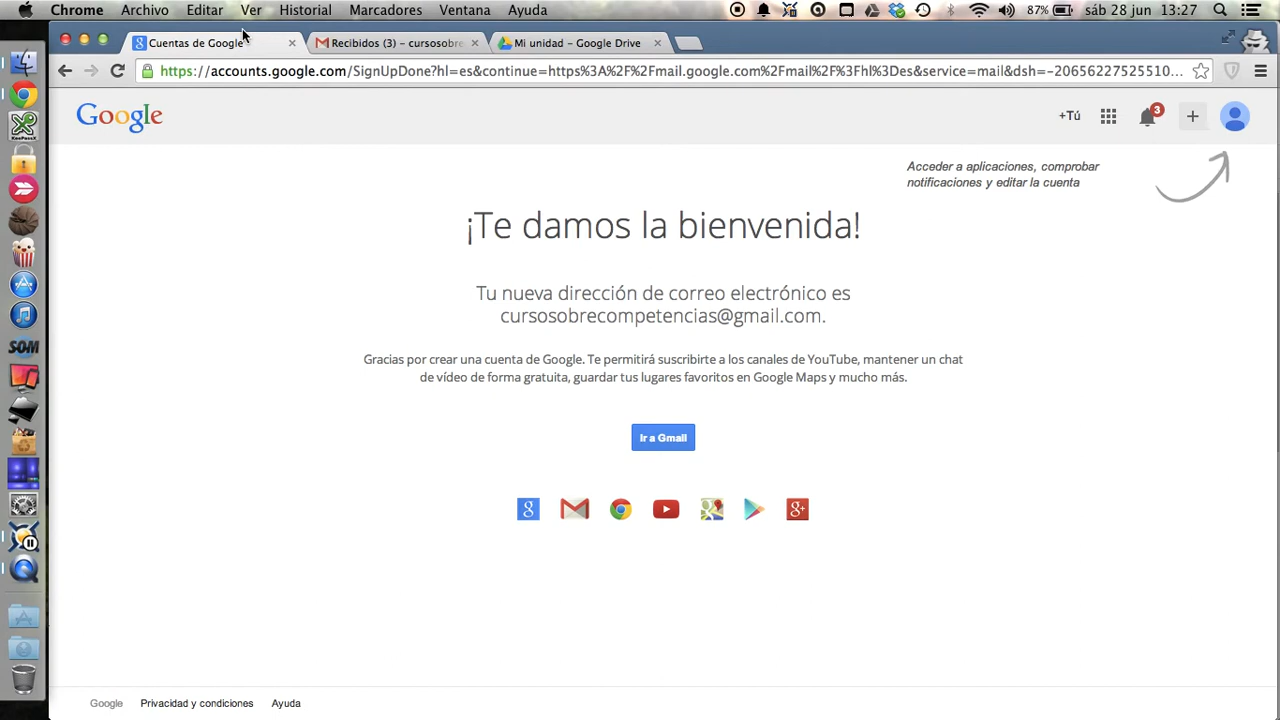 Chrome Archivo Editar Ver Historial Marcadores Ventana Ayuda 87% sáb 28 jun 13:27
Cuentas de Google Recibidos (3) – cursosobre Mi unidad – Google Drive
https://accounts.google.com/SignUpDone?hl=es&continue=https%3A%2F%2Fmail.google.com%2Fmail%2F%3Fhl%3Des&service=mail&dsh=-20656227525510...
Google +Tú 3
Acceder a aplicaciones, comprobar
notificaciones y editar la cuenta
¡Te damos la bienvenida!
Tu nueva dirección de correo electrónico es
cursosobrecompetencias@gmail.com.
Gracias por crear una cuenta de Google. Te permitirá suscribirte a los canales de YouTube, mantener un chat
de vídeo de forma gratuita, guardar tus lugares favoritos en Google Maps y mucho más.
Ir a Gmail
SOM
Google Privacidad y condiciones Ayuda